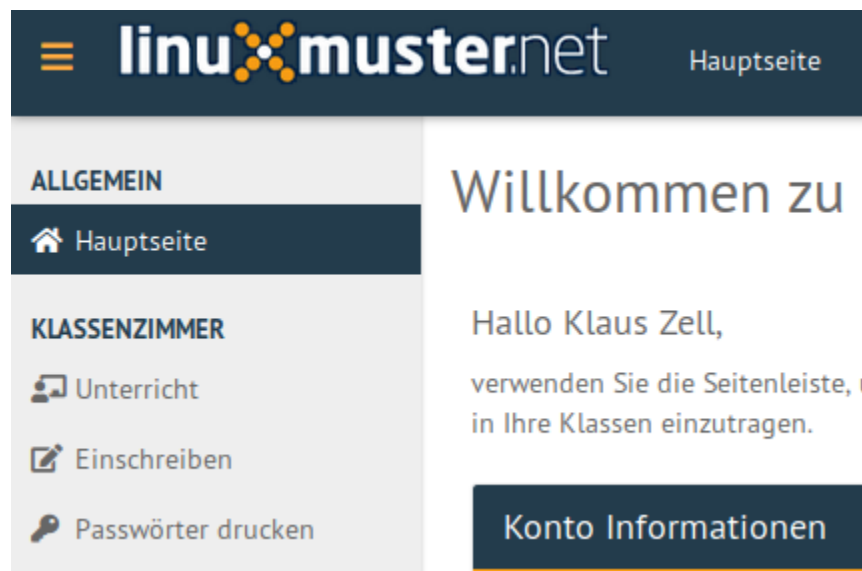 linuxmuster.net
Hauptseite
ALLGEMEIN
Hauptseite
KLASSENZIMMER
Unterricht
Einschreiben
Passwörter drucken
Willkommen zu
Hallo Klaus Zell,
verwenden Sie die Seitenleiste,
in Ihre Klassen einzutragen.
Konto Informationen